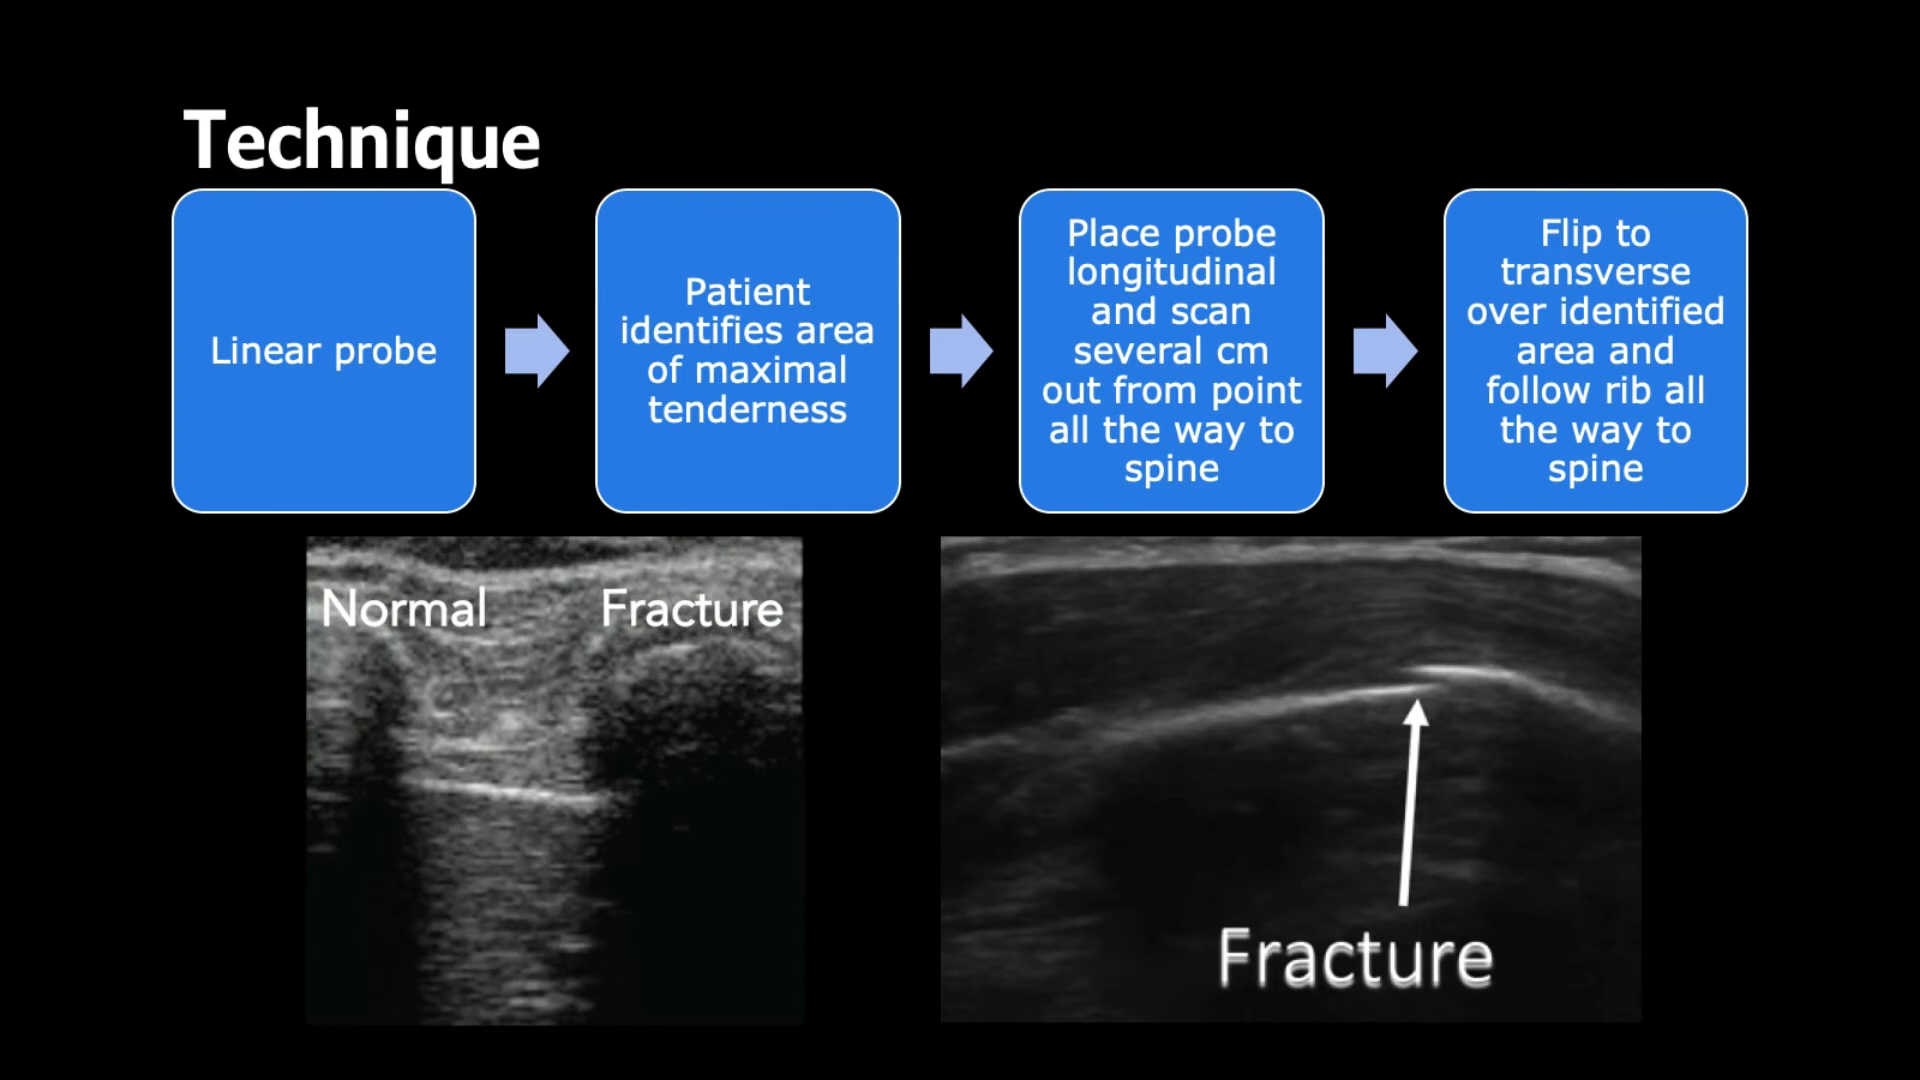 Technique
Linear probe
Patient
identifies area
of maximal
tenderness
Place probe
longitudinal
and scan
several cm
out from point
all the way to
spine
Flip to
transverse
over identified
area and
follow rib all
the way to
spine
Normal
Fracture
Fracture